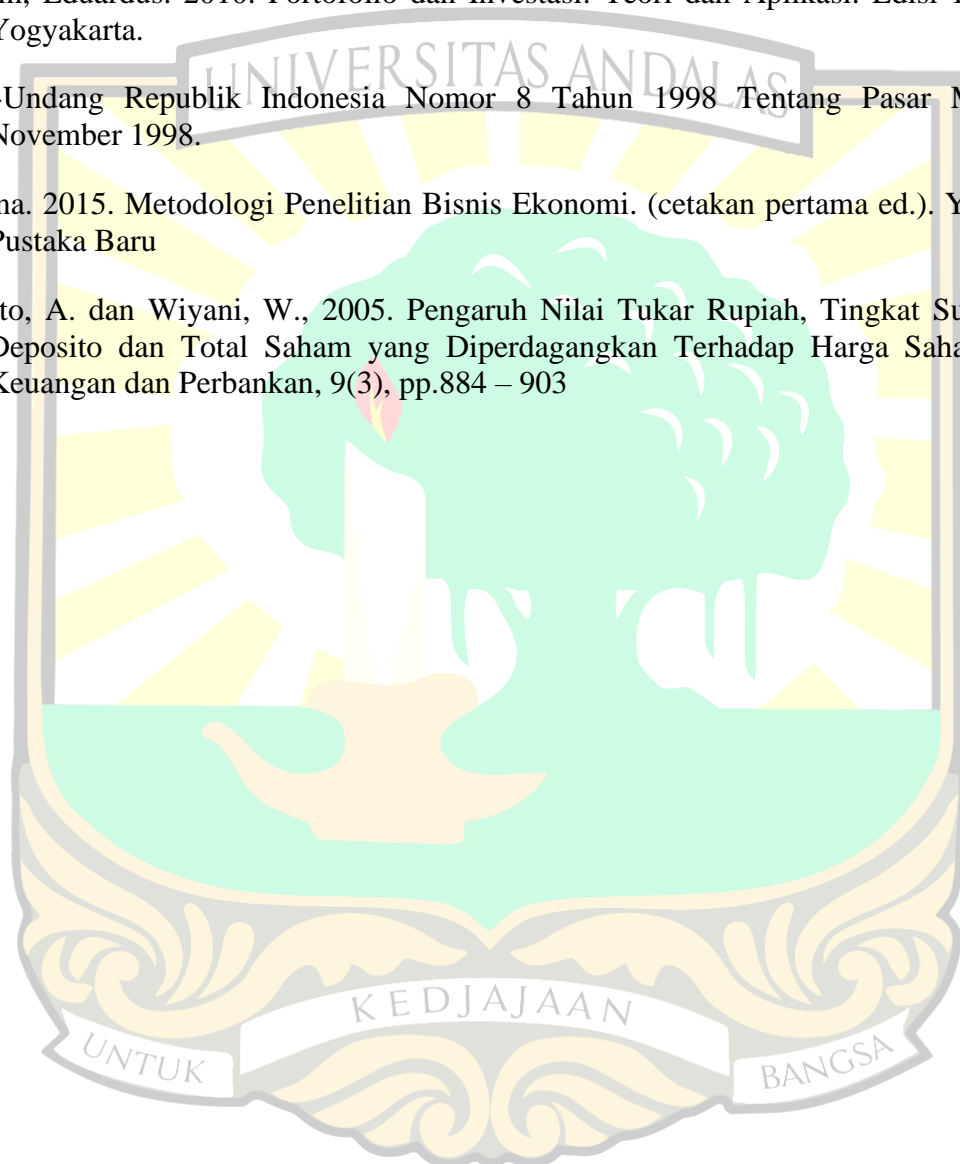 Eduardus. Portofolio dan Investasi: Teori dan Aplikasi. Edisi
Yogyakarta.
UNIVERSITAS ANDALAS
-Undang Republik Indonesia Nomor 8 Tahun 1998 Tentang Pasar M
November 1998.
na. 2015. Metodologi Penelitian Bisnis Ekonomi. (cetakan pertama ed.). Y
Pustaka Baru
to, A. dan Wiyani, W., 2005. Pengaruh Nilai Tukar Rupiah, Tingkat Su
Deposito dan Total Saham yang Diperdagangkan Terhadap Harga Saha
Keuangan dan Perbankan, 9(3), pp.884 – 903
KEDJAJAAN
UNTUK
BANGSA